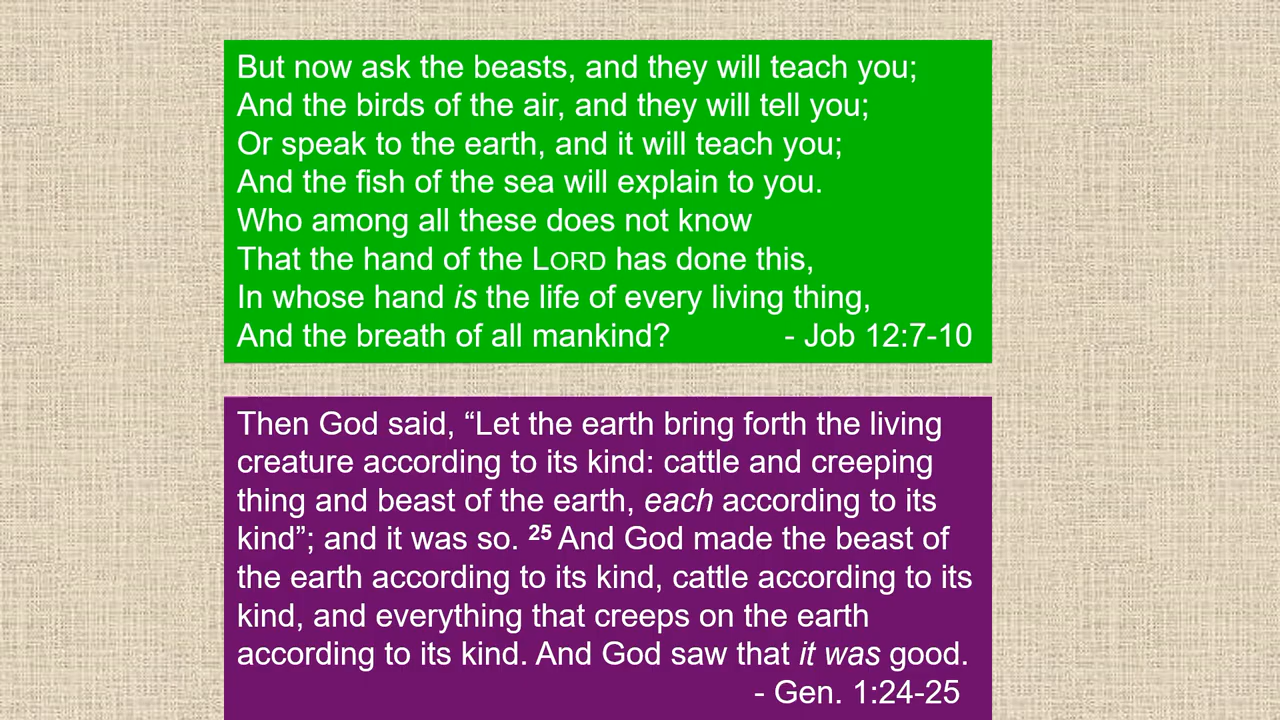 But now ask the beasts, and they will teach you;
And the birds of the air, and they will tell you;
Or speak to the earth, and it will teach you;
And the fish of the sea will explain to you.
Who among all these does not know
That the hand of the LORD has done this,
In whose hand is the life of every living thing,
And the breath of all mankind? - Job 12:7-10
Then God said, “Let the earth bring forth the living
creature according to its kind: cattle and creeping
thing and beast of the earth, each according to its
kind”; and it was so. 25 And God made the beast of
the earth according to its kind, cattle according to its
kind, and everything that creeps on the earth
according to its kind. And God saw that it was good.
- Gen. 1:24-25